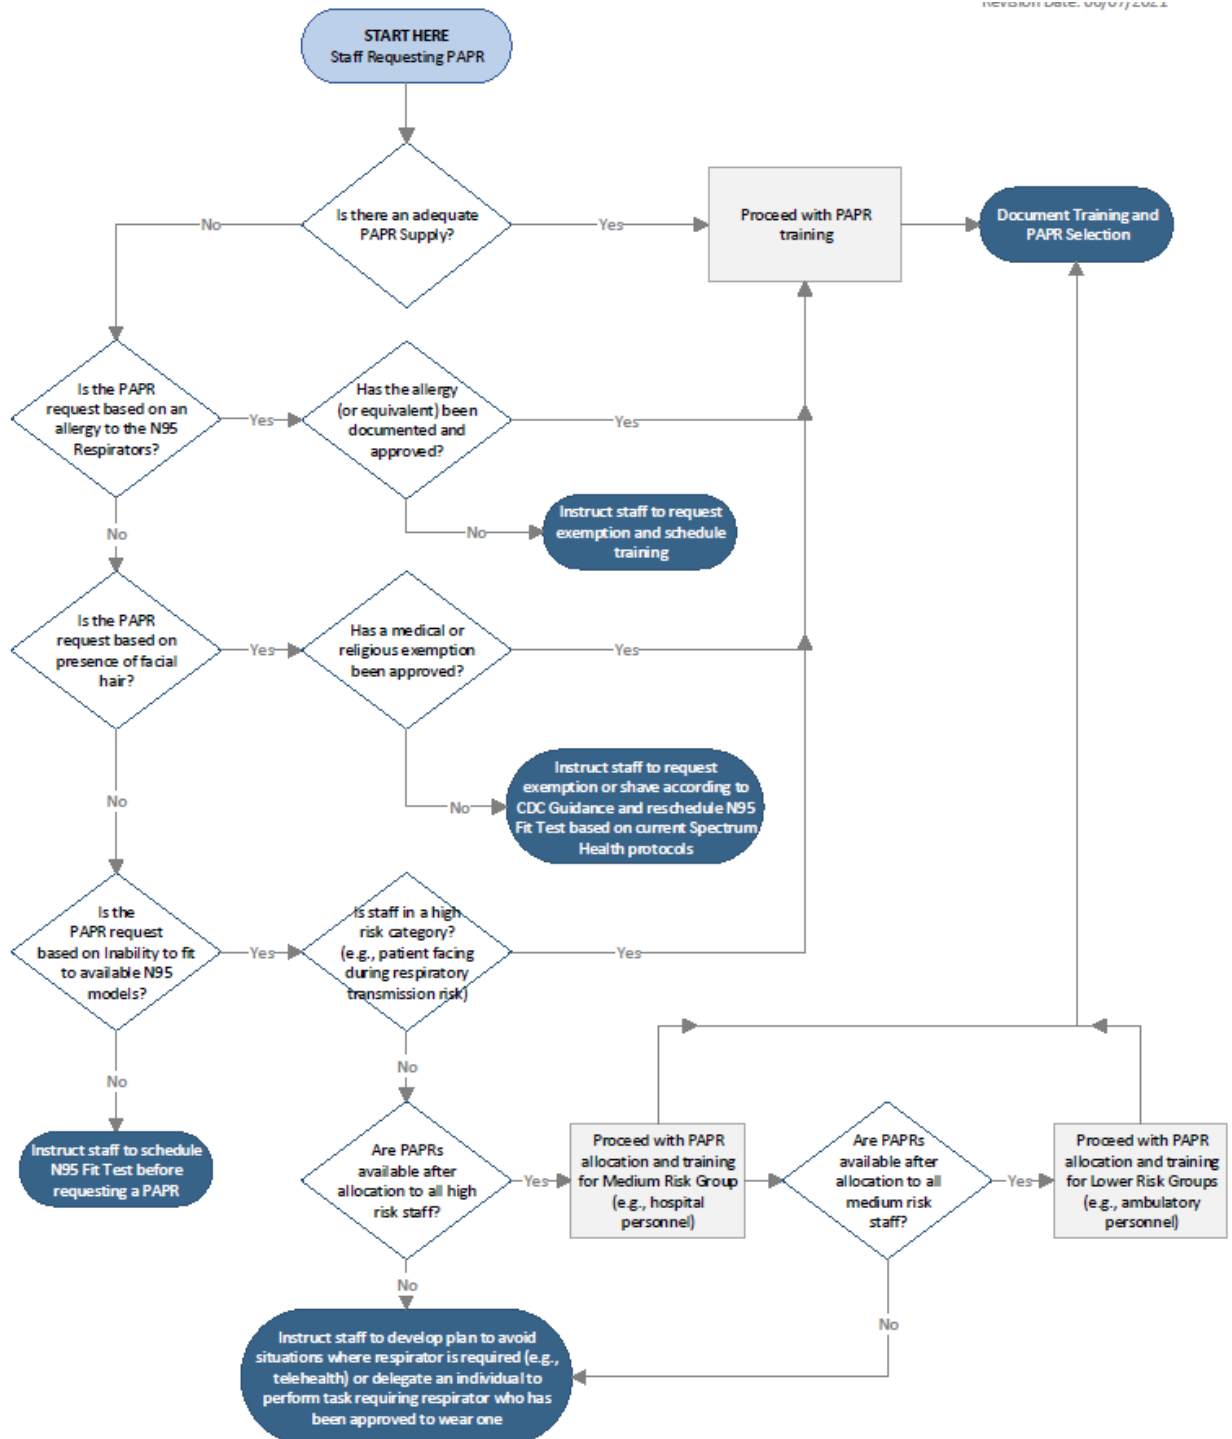 Revision Date: 06/07/2021
START HERE
Staff Requesting PAPR
Is there an adequate
PAPR Supply?
No
Yes
Proceed with PAPR
training
Document Training and
PAPR Selection
Is the PAPR
request based on an
allergy to the N95
Respirators?
Yes
Has the allergy
(or equivalent) been
documented and
approved?
Yes
No
Instruct staff to request
exemption and schedule
training
No
Is the PAPR
request based on
presence of facial
hair?
Yes
Has a medical or
religious exemption
been approved?
Yes
No
Instruct staff to request
exemption or shave according to
CDC Guidance and reschedule N95
Fit Test based on current Spectrum
Health protocols
No
Is the
PAPR request
based on Inability to fit
to available N95
models?
Yes
Is staff in a high
risk category?
(e.g., patient facing
during respiratory
transmission risk)
Yes
No
No
Instruct staff to schedule
N95 Fit Test before
requesting a PAPR
Are PAPRs
available after
allocation to all high
risk staff?
Yes
Proceed with PAPR
allocation and training
for Medium Risk Group
(e.g., hospital
personnel)
Are PAPRs
available after
allocation to all
medium risk
staff?
Yes
Proceed with PAPR
allocation and training
for Lower Risk Groups
(e.g., ambulatory
personnel)
No
No
Instruct staff to develop plan to avoid
situations where respirator is required (e.g.,
telehealth) or delegate an individual to
perform task requiring respirator who has
been approved to wear one